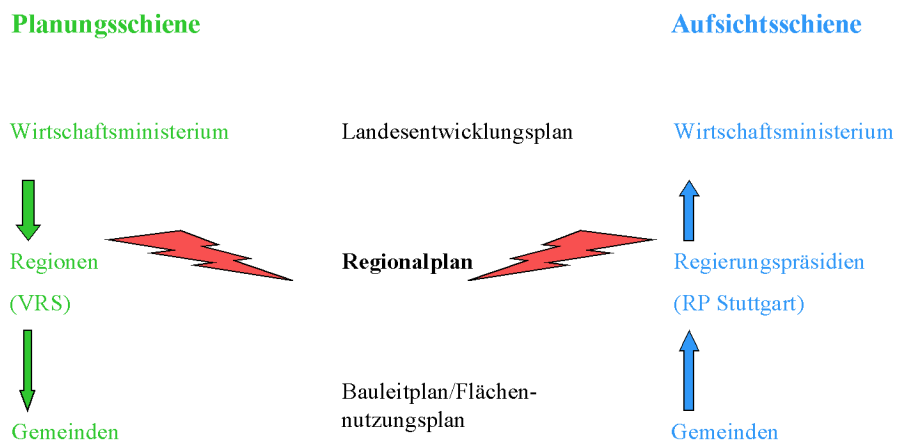 Planungsschiene
Aufsichtsschiene
Wirtschaftsministerium
Landesentwicklungsplan
Wirtschaftsministerium
Regionen
Regionalplan
Regierungspräsidien
(VRS)
(RP Stuttgart)
Bauleitplan/Flächen-
nutzungsplan
Gemeinden
Gemeinden